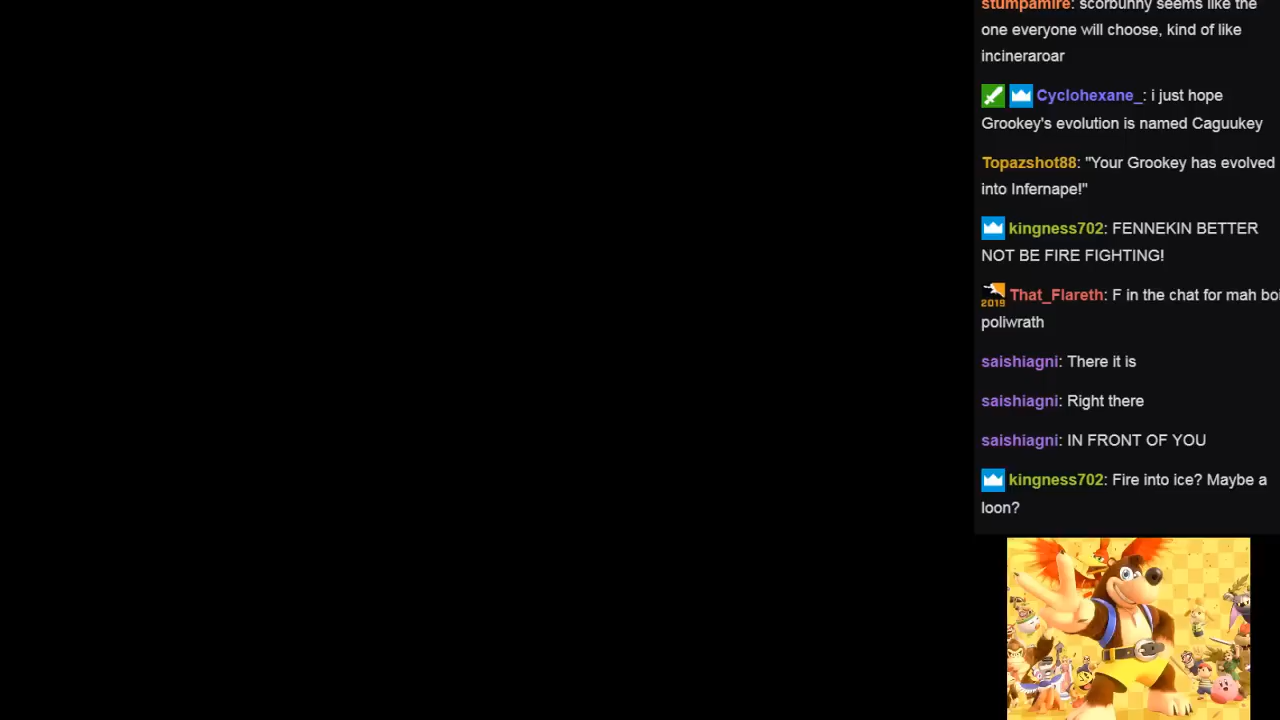 stumpamire: scorbunny seems like the
one everyone will choose, kind of like
incineraroar
Cyclohexane_: i just hope
Grookey's evolution is named Caguukey
Topazshot88: "Your Grookey has evolved
into Infernape!"
kingness702: FENNEKIN BETTER
NOT BE FIRE FIGHTING!
2019 That_Flareth: F in the chat for mah boi
poliwrath
saishiagni: There it is
saishiagni: Right there
saishiagni: IN FRONT OF YOU
kingness702: Fire into ice? Maybe a
loon?